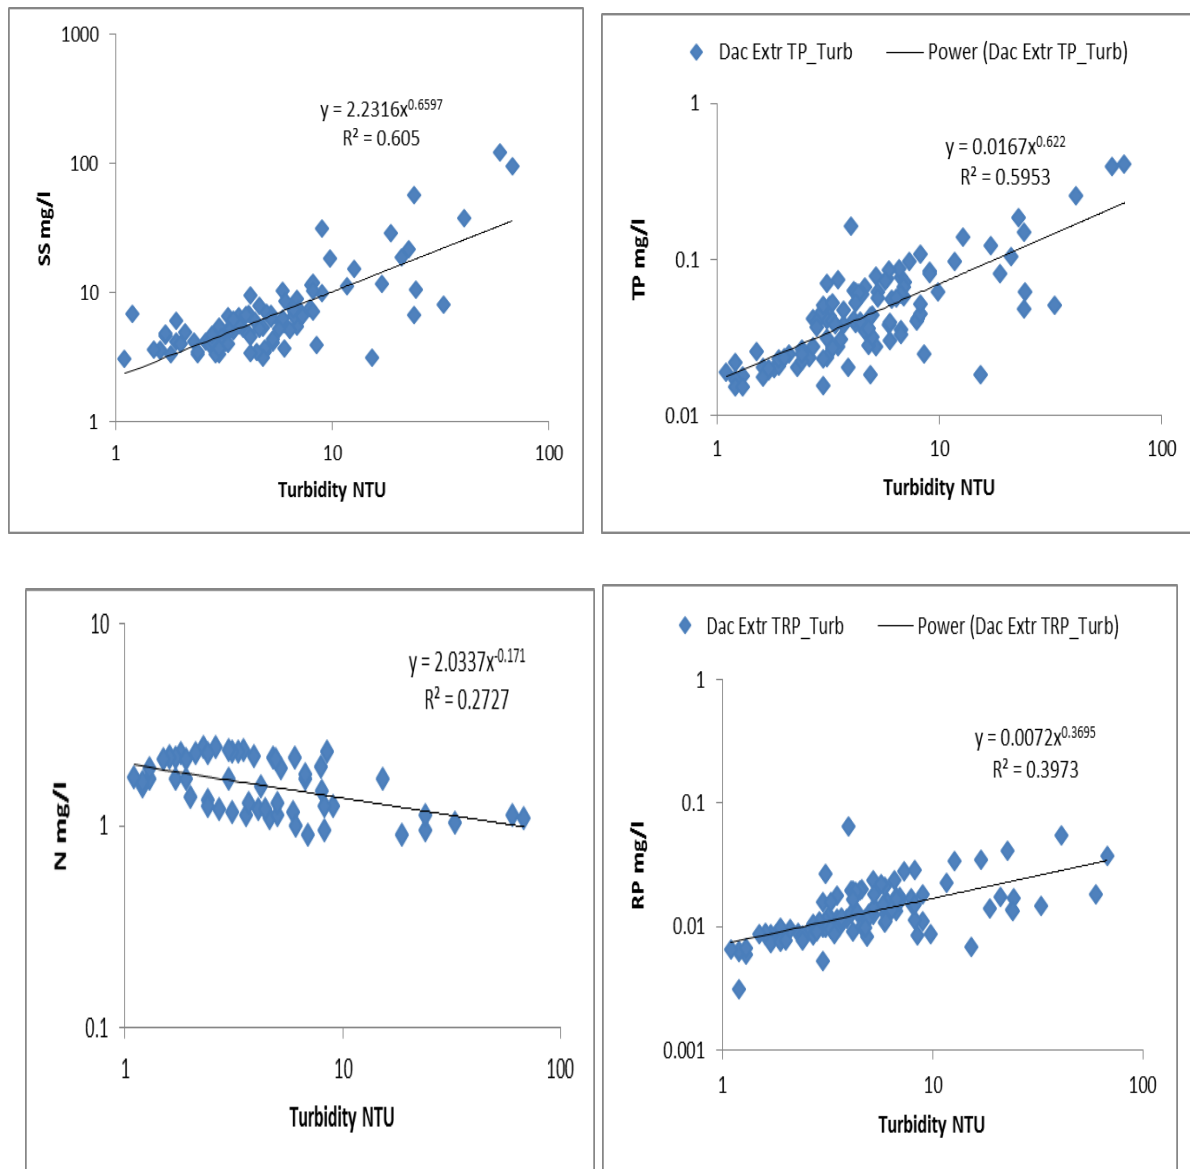 1000
y = 2.2316x^0.6597
R² = 0.605
100
SS mg/l
10
1
1 10 100
Turbidity NTU
Dac Extr TP_Turb Power (Dac Extr TP_Turb)
1
y = 0.0167x^0.622
R² = 0.5953
0.1
TP mg/l
0.01
1 10 100
Turbidity NTU
10
y = 2.0337x^-0.171
R² = 0.2727
1
N mg/l
0.1
1 10 100
Turbidity NTU
Dac Extr TRP_Turb Power (Dac Extr TRP_Turb)
1
y = 0.0072x^0.3695
R² = 0.3973
0.1
RP mg/l
0.01
0.001
1 10 100
Turbidity NTU